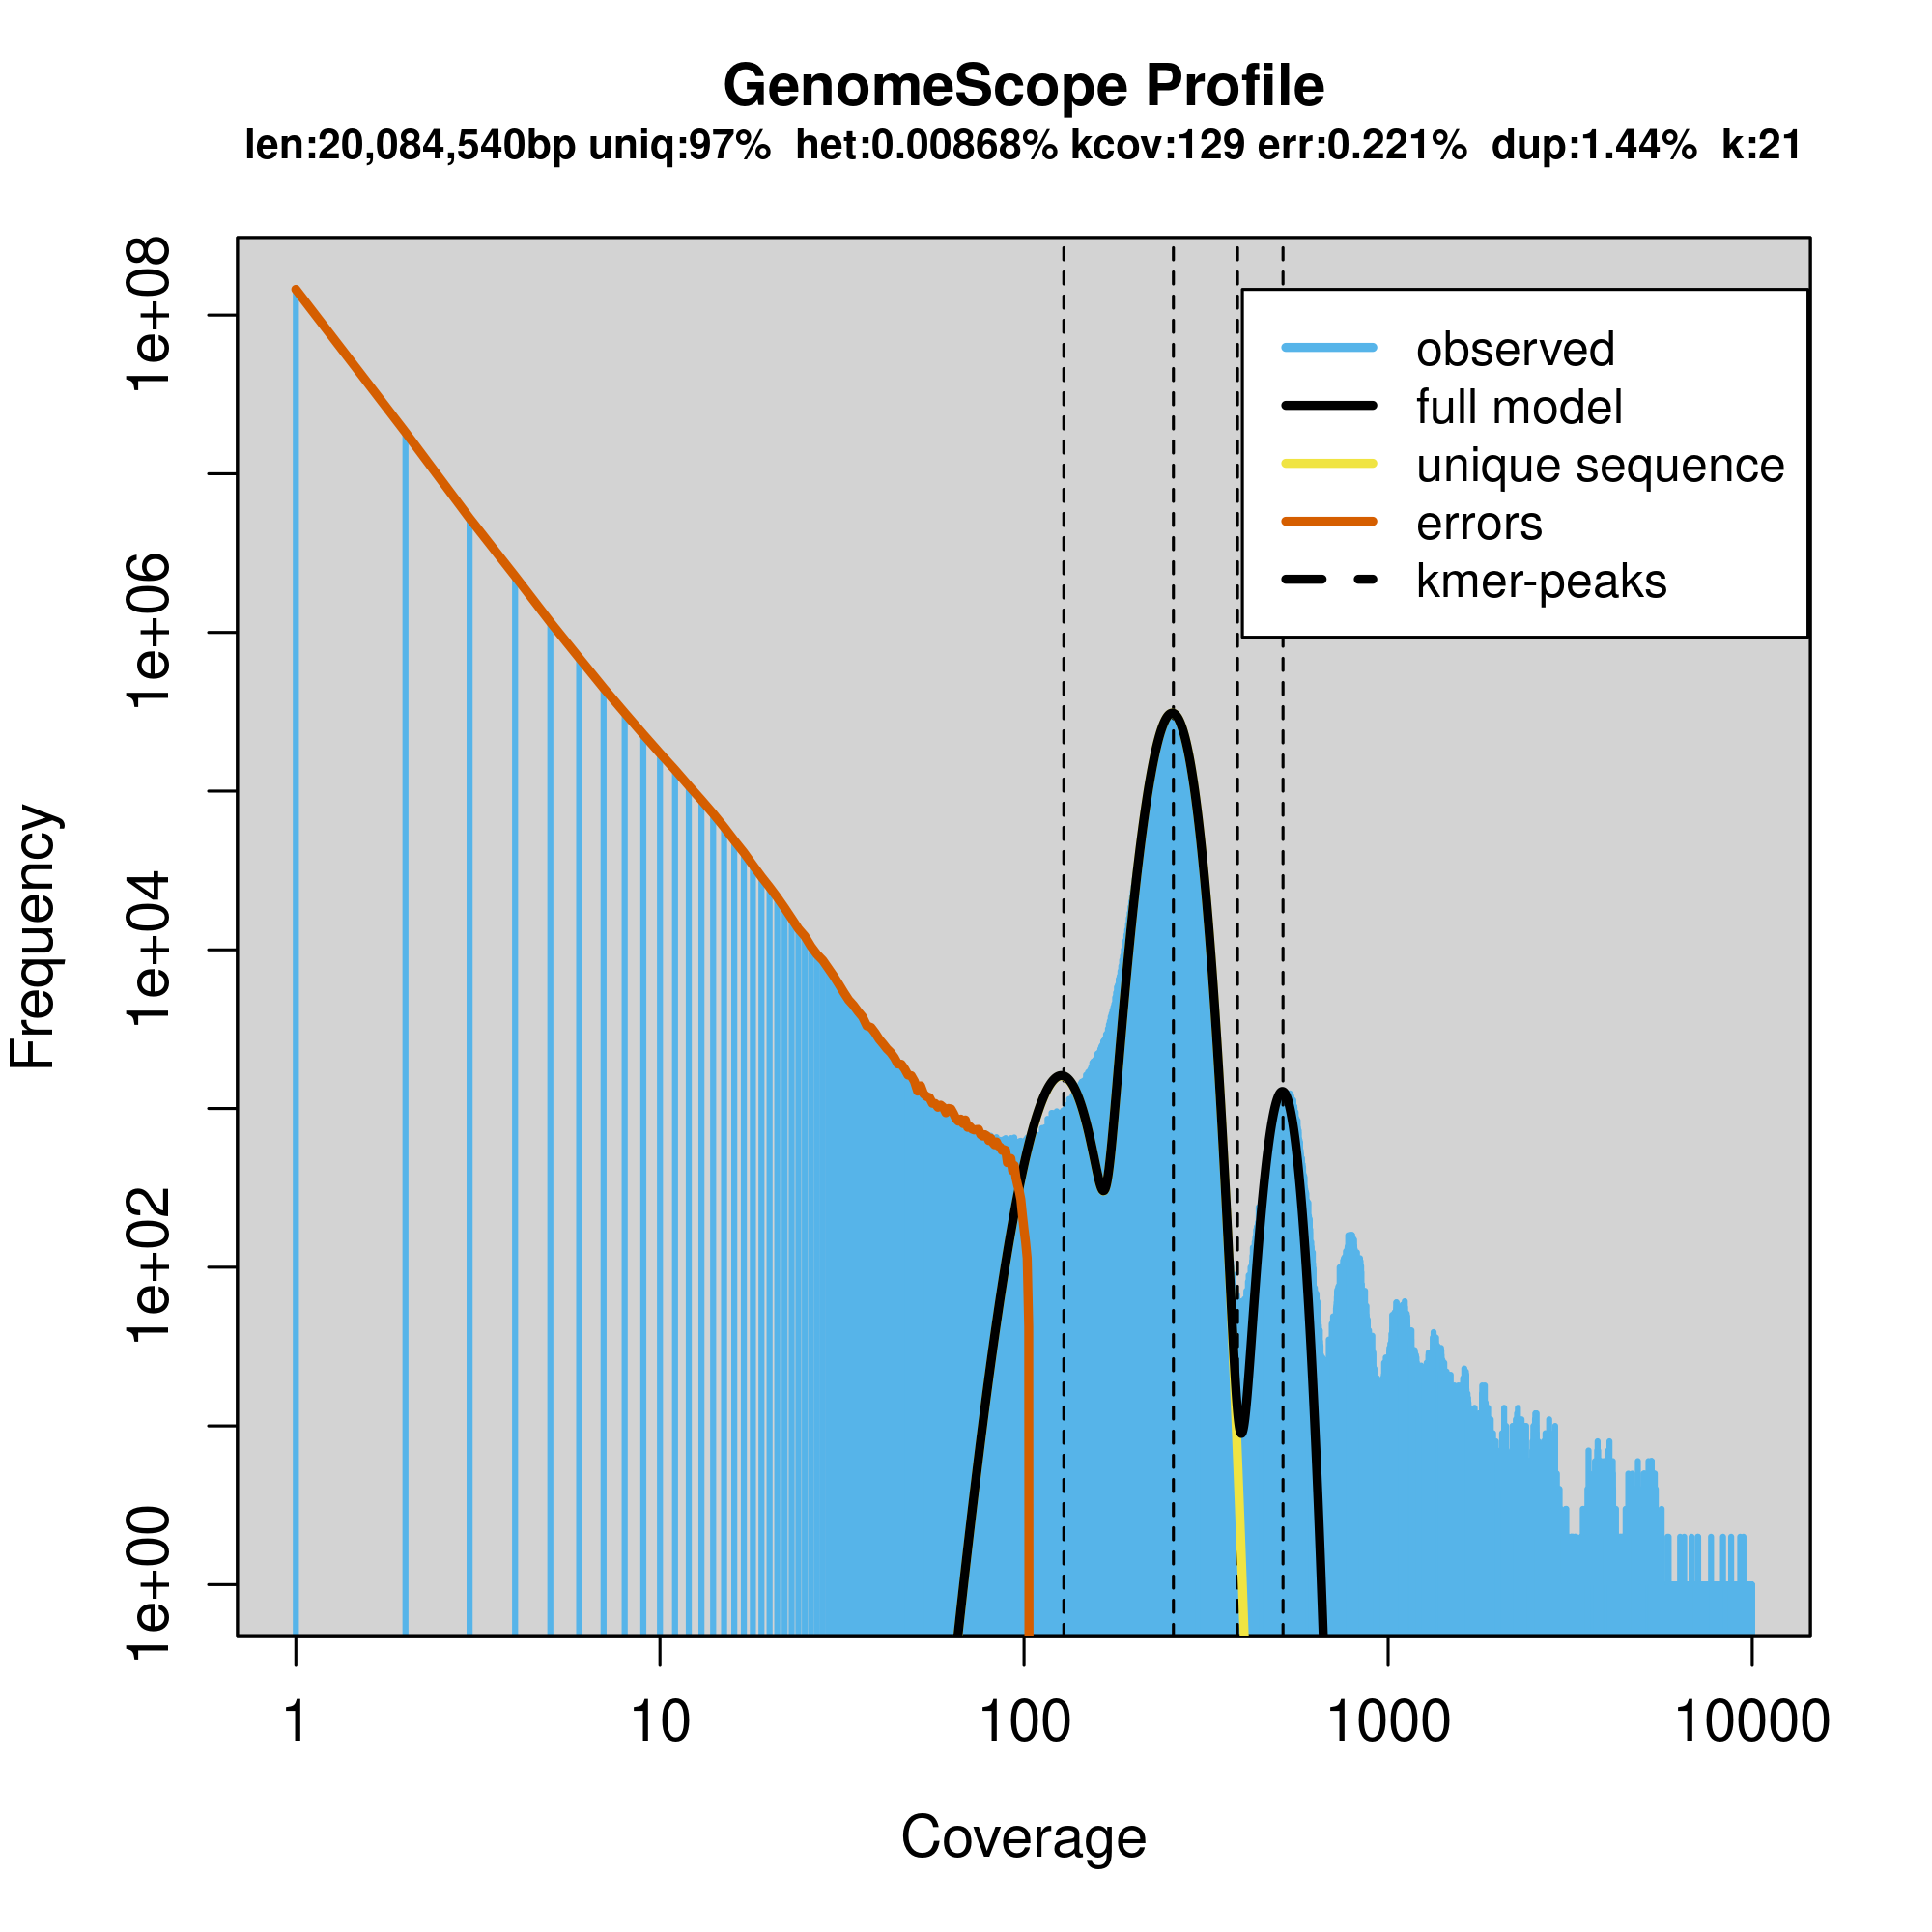 GenomeScope Profile
len:20,084,540bp uniq:97% het:0.00868% kcov:129 err:0.221% dup:1.44% k:21
observed
full model
unique sequence
errors
kmer-peaks
Frequency
1e+08
1e+06
1e+04
1e+02
1e+00
1 10 100 1000 10000
Coverage